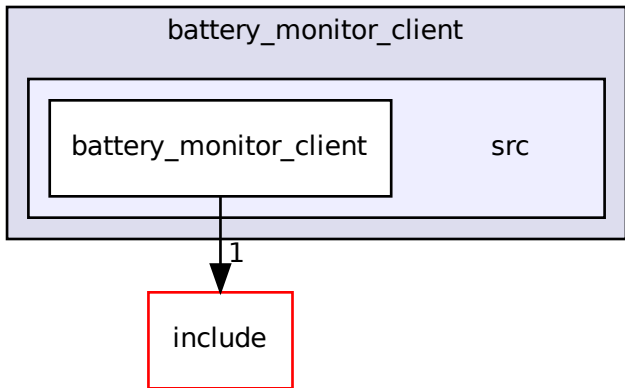 battery_monitor_client
battery_monitor_client
src
1
include